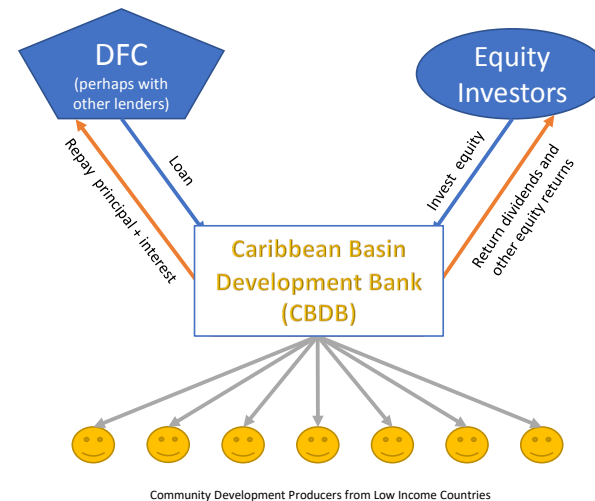 DFC
(perhaps with
other lenders)
Equity
Investors
Repay principal + interest
Loan
Invest equity
Return dividends and
other equity returns
Caribbean Basin
Development Bank
(CBDB)
Community Development Producers from Low Income Countries